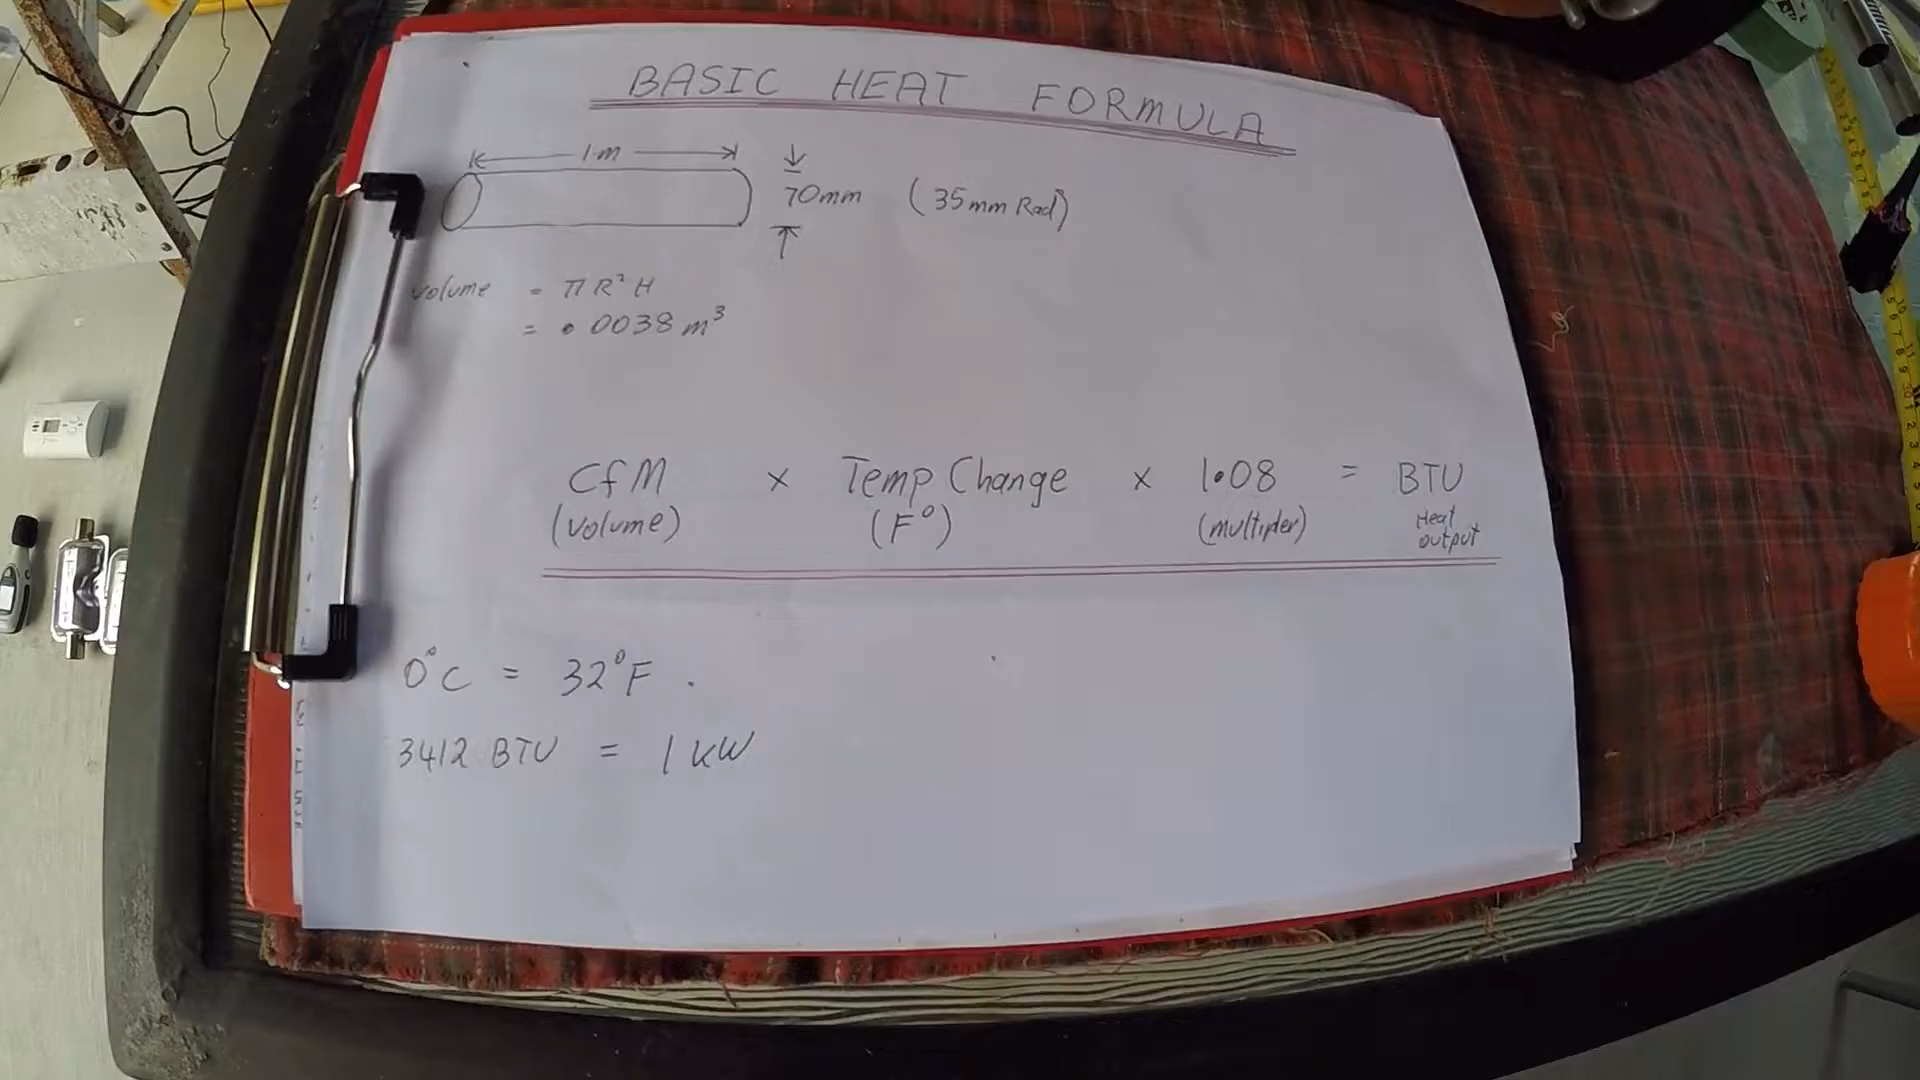 BASIC HEAT FORMULA
1m
70mm (35mm Rad)
Volume = πR²H
= .0038 m³
CfM × Temp Change × 1.08 = BTU
(Volume) (F°) (multipler) Heat output
0°C = 32°F.
3412 BTU = 1 KW